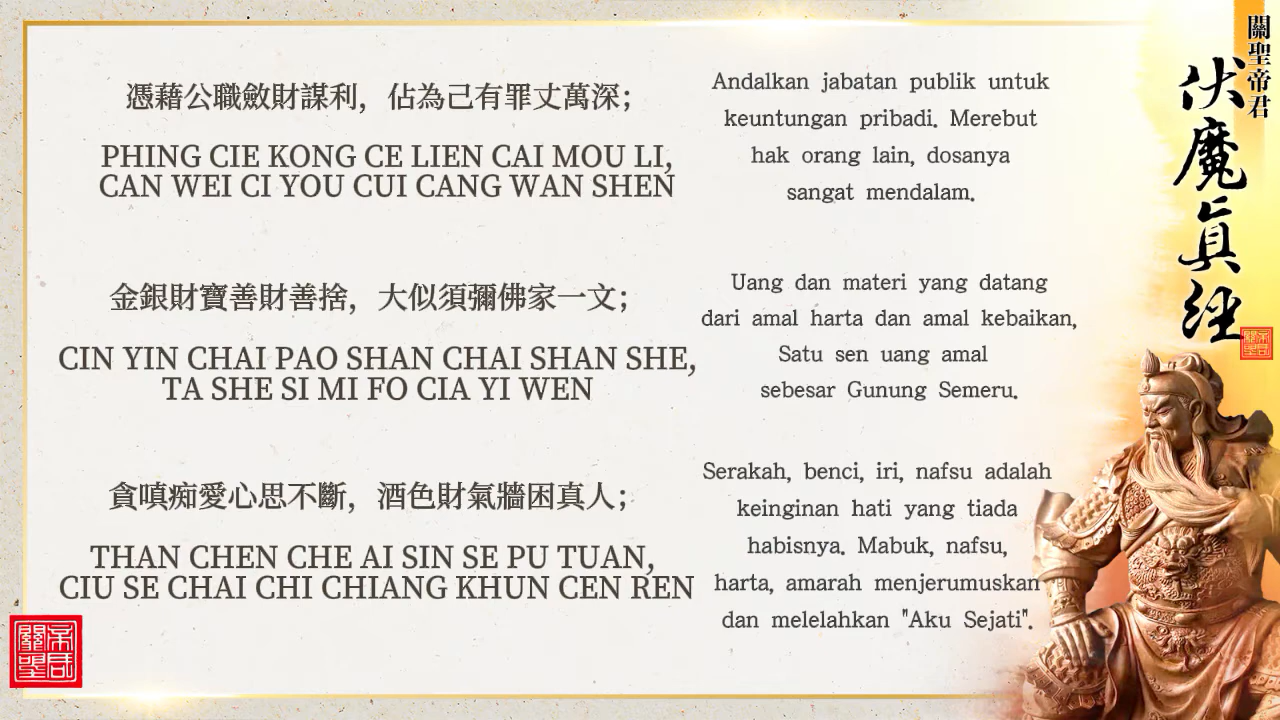 憑藉公職斂財謀利，佔為己有罪丈萬深；
PHING CIE KONG CE LIEN CAI MOU LI,
CAN WEI CI YOU CUI CANG WAN SHEN
Andalkan jabatan publik untuk
keuntungan pribadi. Merebut
hak orang lain, dosanya
sangat mendalam.
金銀財寶善財善捨，大似須彌佛家一文；
CIN YIN CHAI PAO SHAN CHAI SHAN SHE,
TA SHE SI MI FO CIA YI WEN
Uang dan materi yang datang
dari amal harta dan amal kebaikan,
Satu sen uang amal
sebesar Gunung Semeru.
貪嗔痴愛心思不斷，酒色財氣牆困真人；
THAN CHEN CHE AI SIN SE PU TUAN,
CIU SE CHAI CHI CHIANG KHUN CEN REN
Serakah, benci, iri, nafsu adalah
keinginan hati yang tiada
habisnya. Mabuk, nafsu,
harta, amarah menjerumuskan
dan melelahkan "Aku Sejati".
關聖帝君
伏魔真經